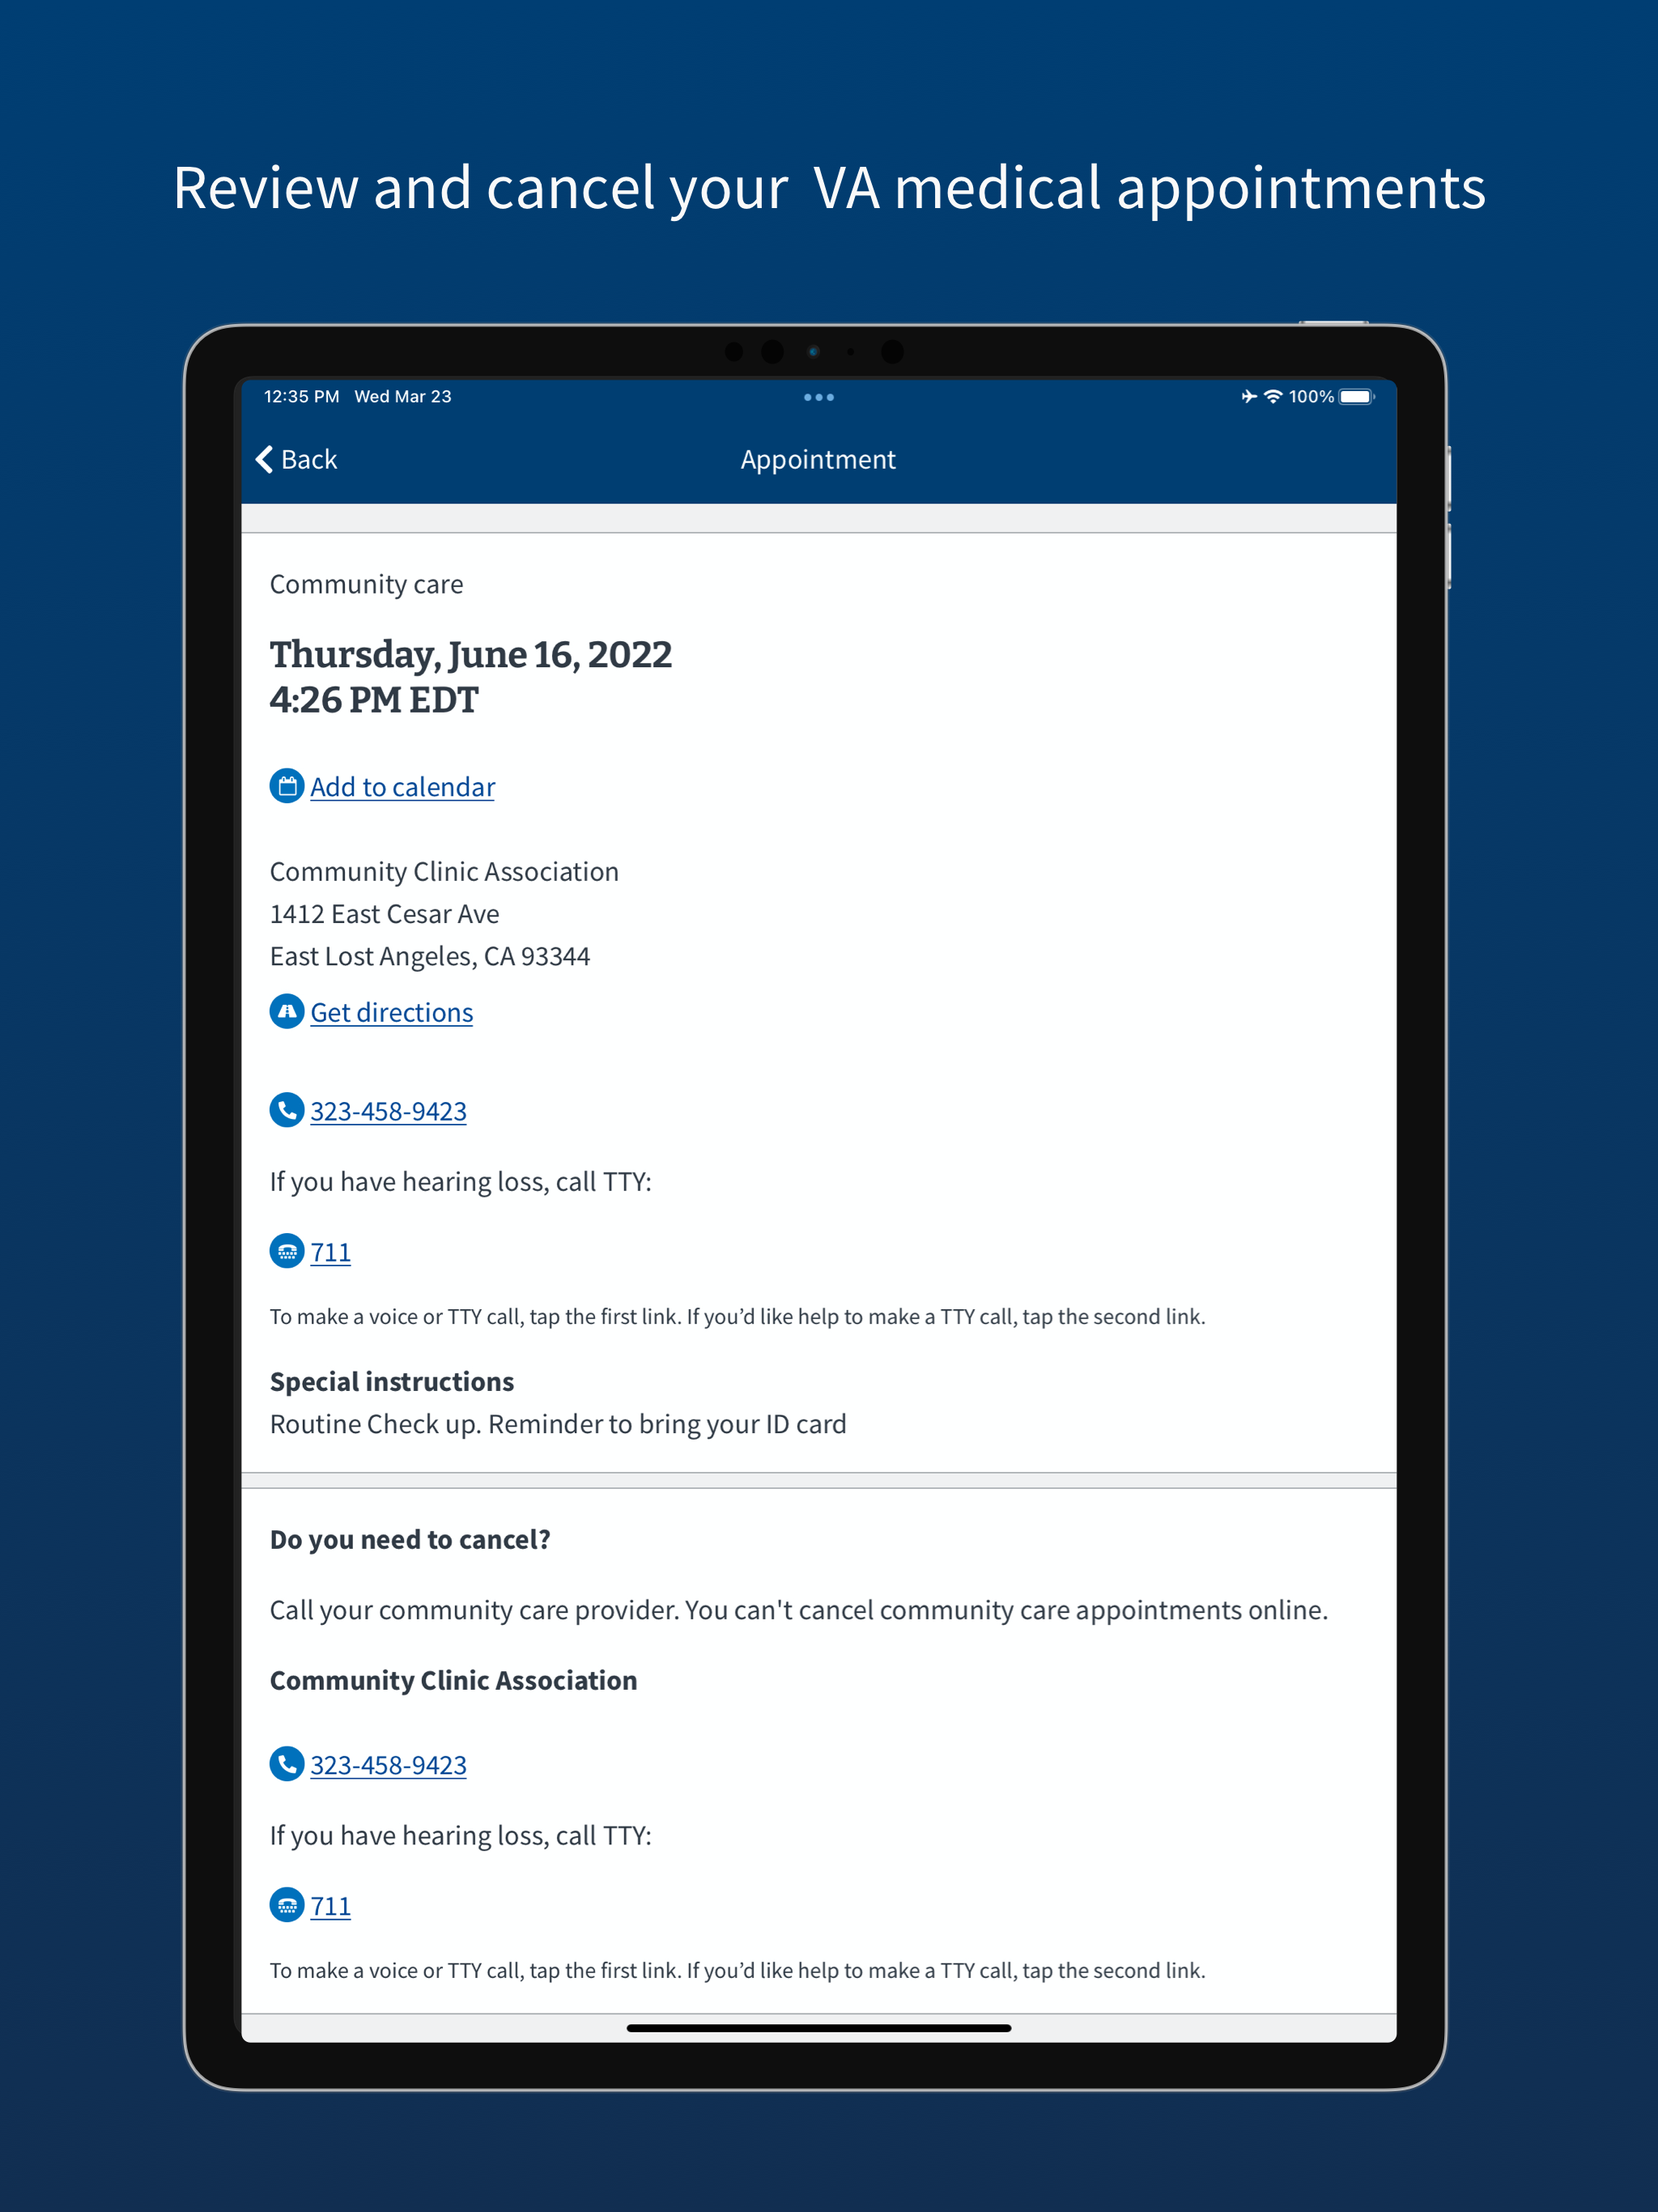 Review and cancel your  VA medical appointments
12:35 PM Wed Mar 23
100%
Back
Appointment
Community care
Thursday, June 16, 2022
4:26 PM EDT
Add to calendar
Community Clinic Association
1412 East Cesar Ave
East Lost Angeles, CA 93344
Get directions
323-458-9423
If you have hearing loss, call TTY:
711
To make a voice or TTY call, tap the first link. If you’d like help to make a TTY call, tap the second link.
Special instructions
Routine Check up. Reminder to bring your ID card
Do you need to cancel?
Call your community care provider. You can't cancel community care appointments online.
Community Clinic Association
323-458-9423
If you have hearing loss, call TTY:
711
To make a voice or TTY call, tap the first link. If you’d like help to make a TTY call, tap the second link.